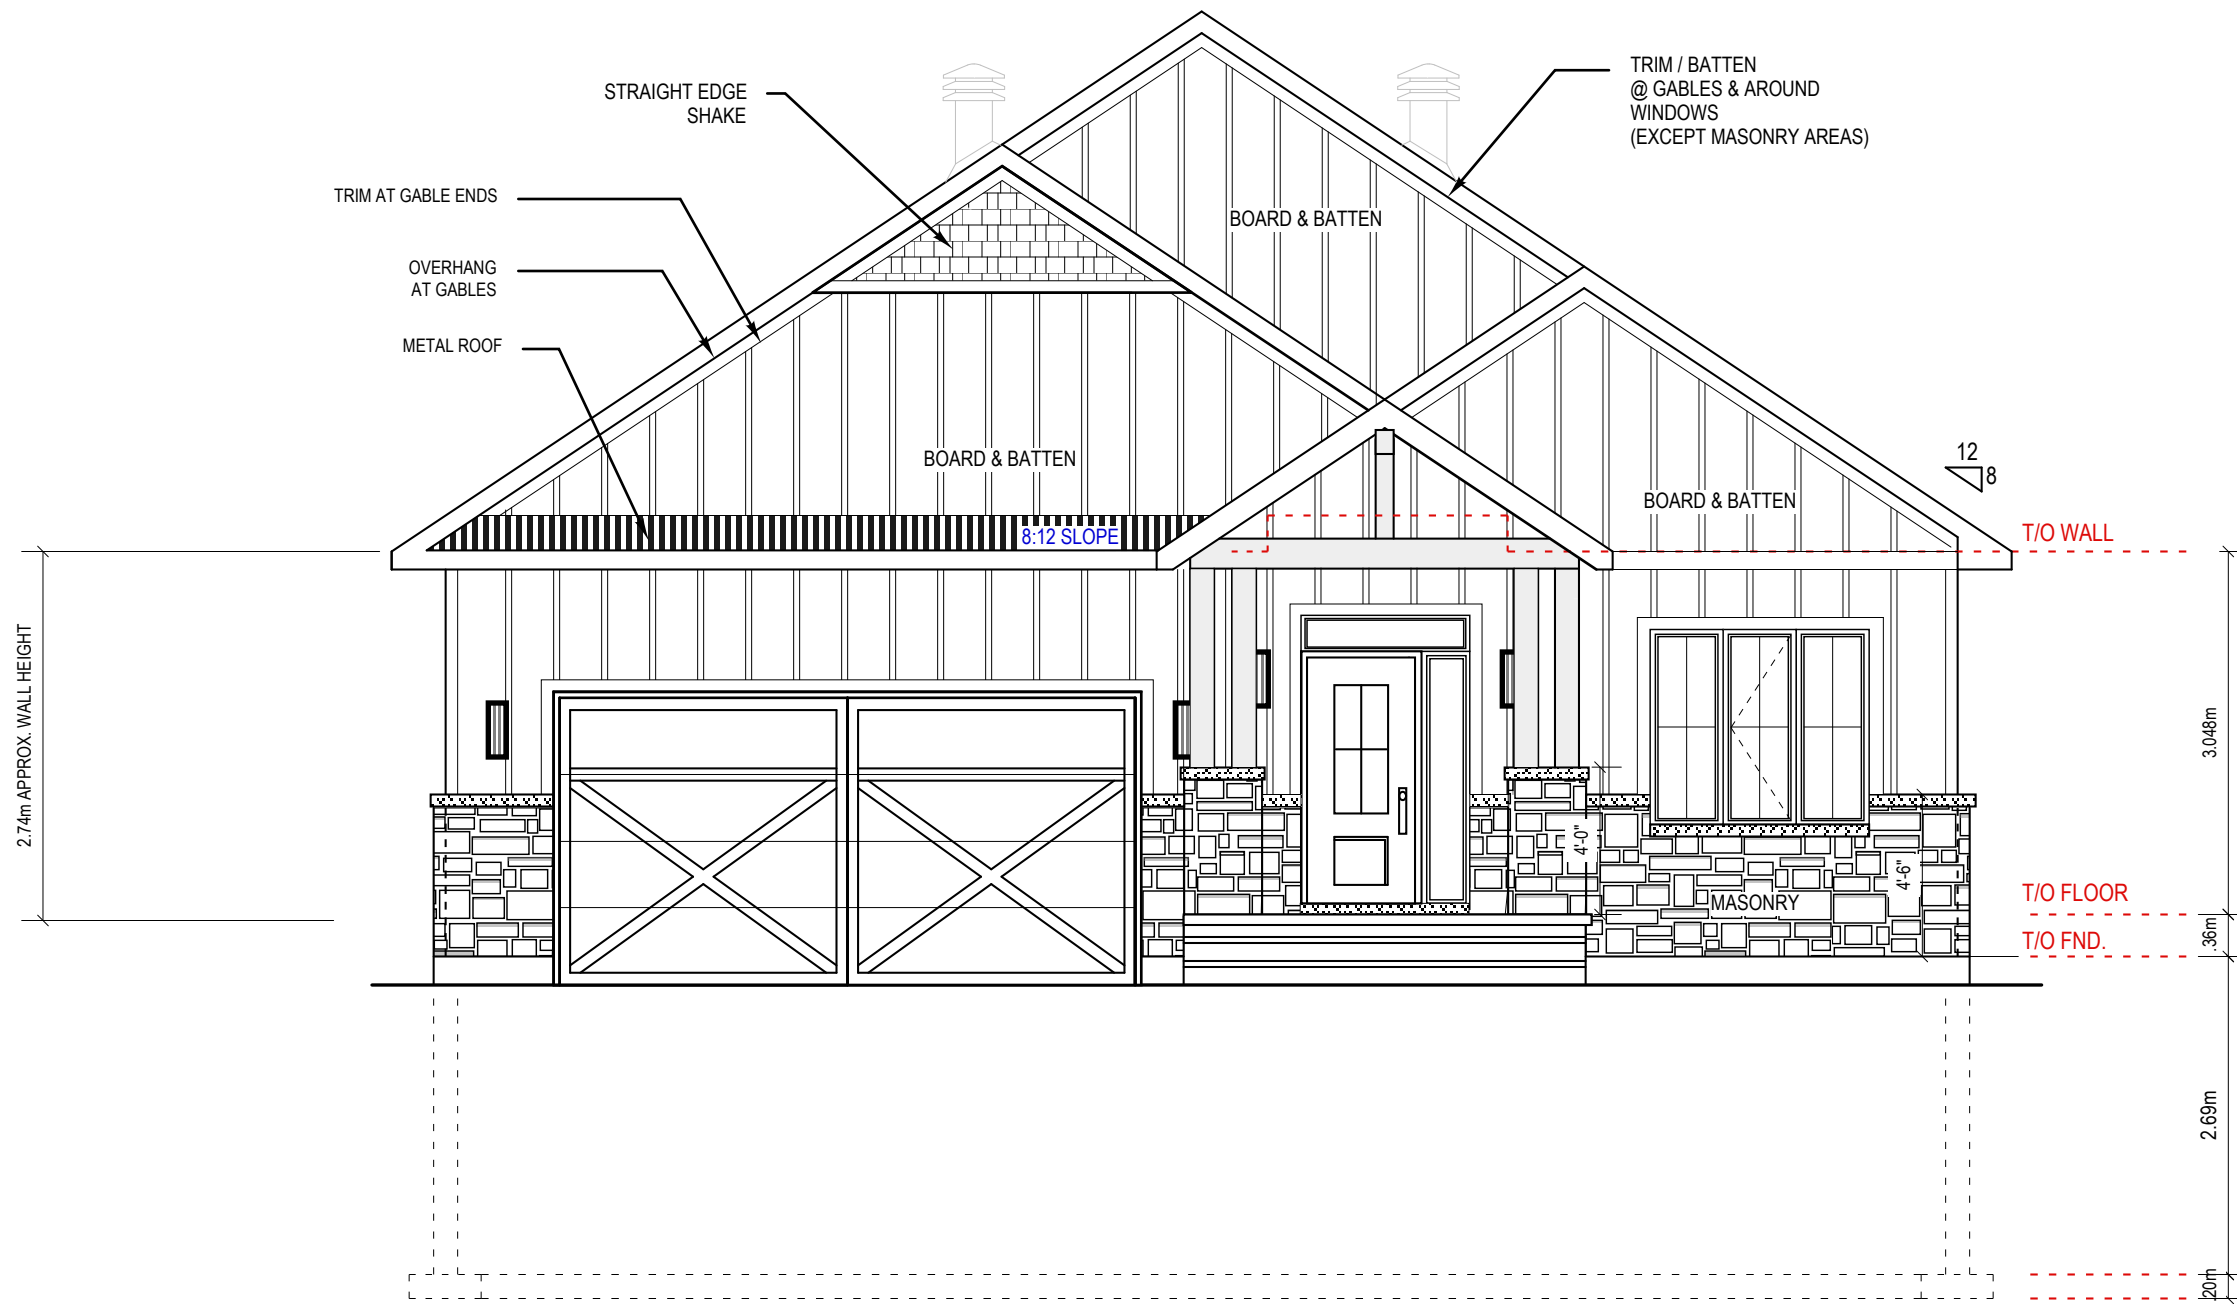 STRAIGHT EDGE
SHAKE
TRIM / BATTEN
@ GABLES & AROUND
WINDOWS
(EXCEPT MASONRY AREAS)
TRIM AT GABLE ENDS
BOARD & BATTEN
OVERHANG
AT GABLES
METAL ROOF
BOARD & BATTEN
12
8
BOARD & BATTEN
8:12 SLOPE
T/O WALL
2.74m APPROX. WALL HEIGHT
3.048m
4'-0"
4'-6"
MASONRY
T/O FLOOR
.36m
T/O FND.
2.69m
.20m